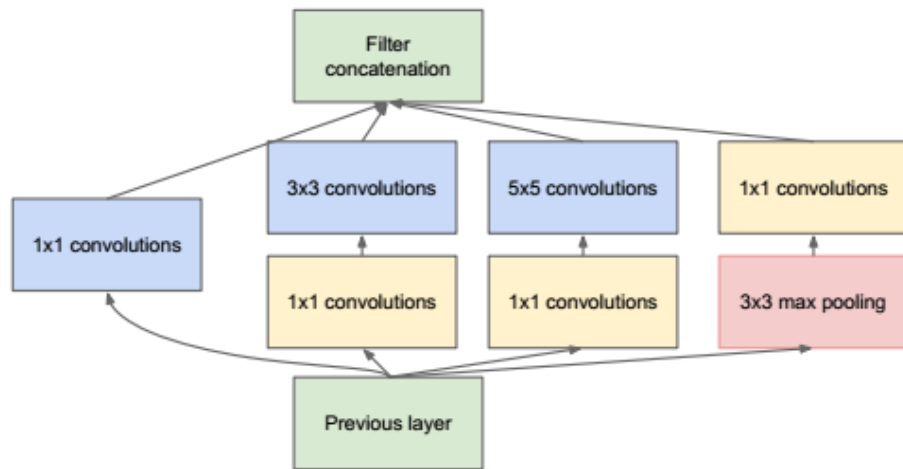 Filter
concatenation
3x3 convolutions
5x5 convolutions
1x1 convolutions
1x1 convolutions
1x1 convolutions
1x1 convolutions
3x3 max pooling
Previous layer